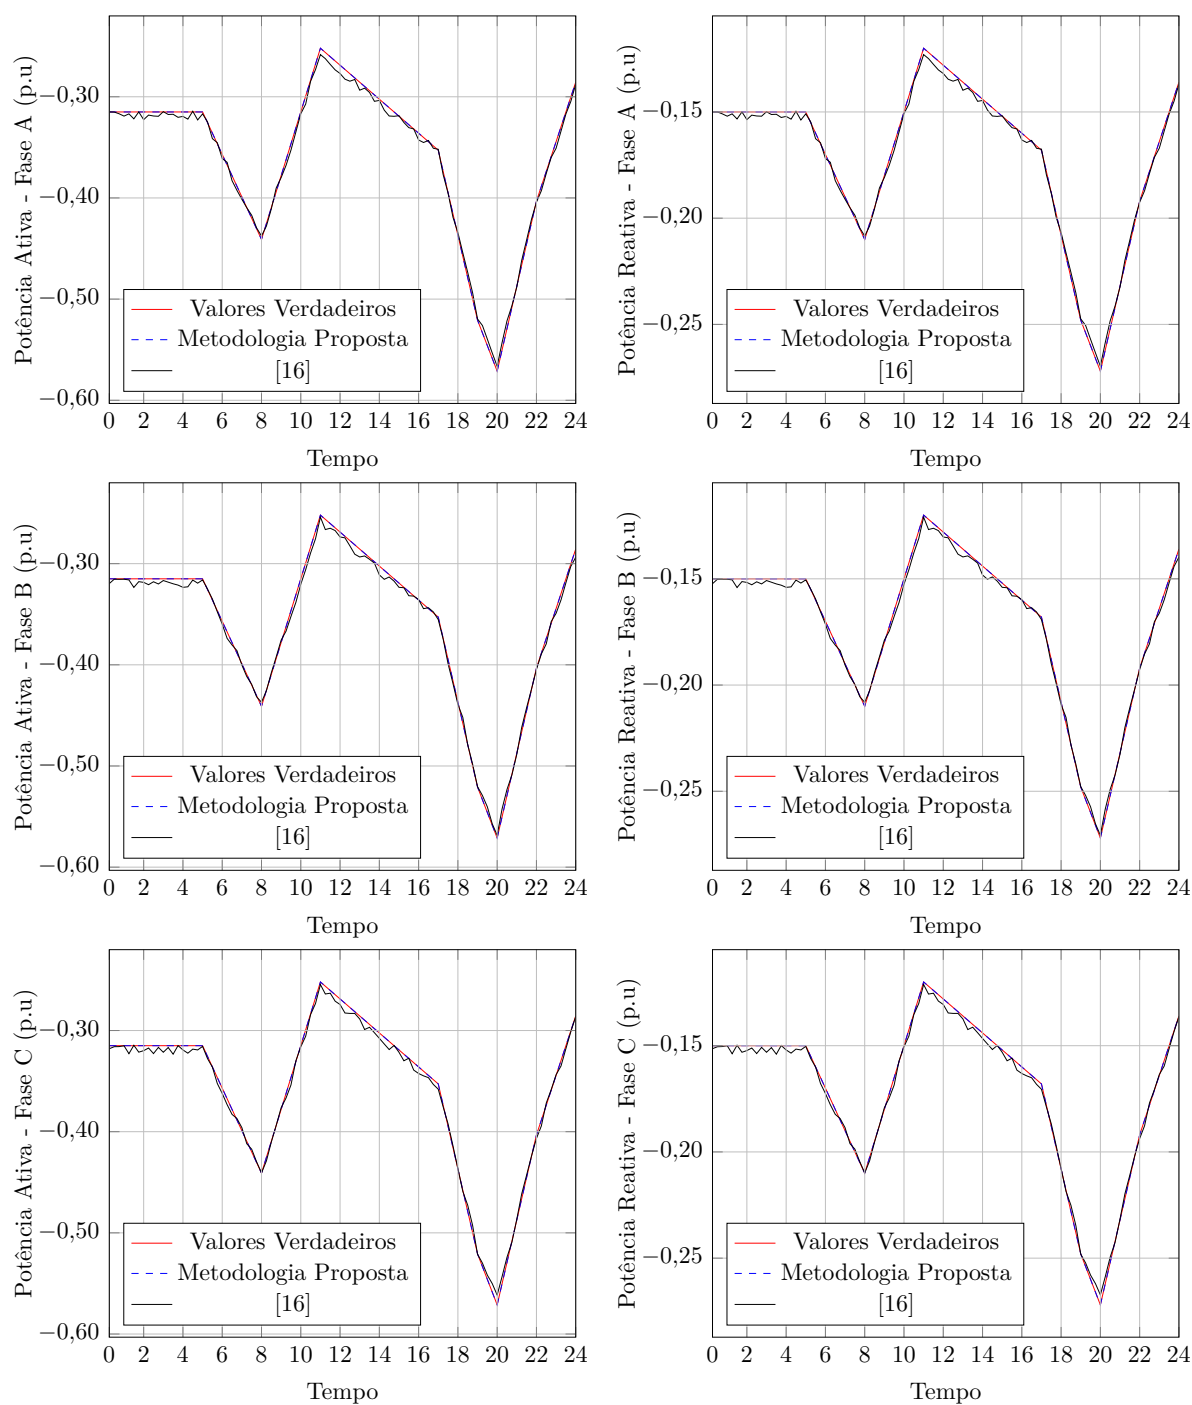 Potência Ativa - Fase A (p.u)
−0,30
−0,40
−0,50
−0,60
Valores Verdadeiros
Metodologia Proposta
[16]
0 2 4 6 8 10 12 14 16 18 20 22 24
Tempo
Potência Reativa - Fase A (p.u)
−0,15
−0,20
−0,25
Valores Verdadeiros
Metodologia Proposta
[16]
0 2 4 6 8 10 12 14 16 18 20 22 24
Tempo
Potência Ativa - Fase B (p.u)
−0,30
−0,40
−0,50
−0,60
Valores Verdadeiros
Metodologia Proposta
[16]
0 2 4 6 8 10 12 14 16 18 20 22 24
Tempo
Potência Reativa - Fase B (p.u)
−0,15
−0,20
−0,25
Valores Verdadeiros
Metodologia Proposta
[16]
0 2 4 6 8 10 12 14 16 18 20 22 24
Tempo
Potência Ativa - Fase C (p.u)
−0,30
−0,40
−0,50
−0,60
Valores Verdadeiros
Metodologia Proposta
[16]
0 2 4 6 8 10 12 14 16 18 20 22 24
Tempo
Potência Reativa - Fase C (p.u)
−0,15
−0,20
−0,25
Valores Verdadeiros
Metodologia Proposta
[16]
0 2 4 6 8 10 12 14 16 18 20 22 24
Tempo